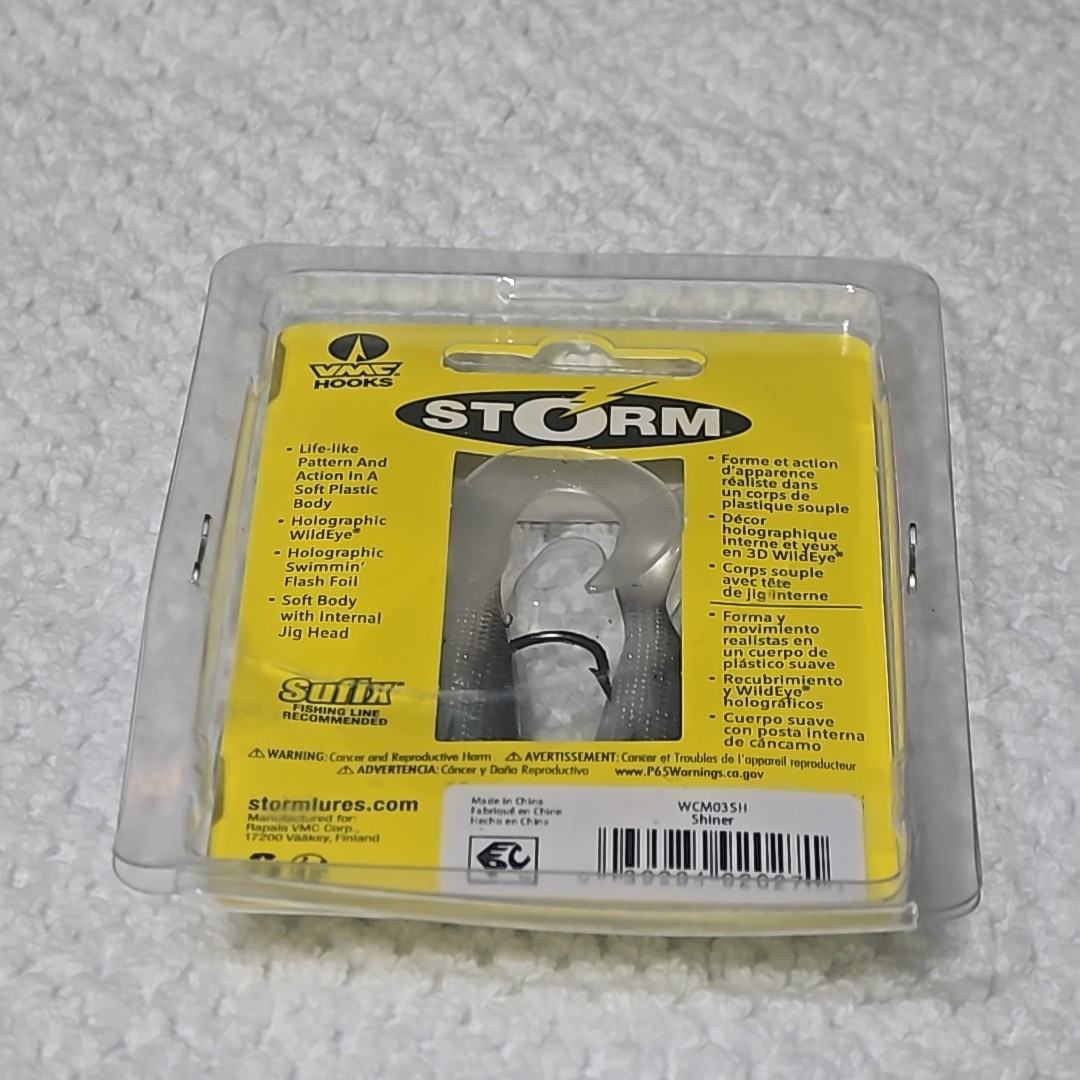 VMC
HOOKS
STORM
- Life-like
Pattern And
Action In A
Soft Plastic
Body
- Holographic
WildEye®
- Holographic
Swimmin'
Flash Foil
- Soft Body
with Internal
Jig Head
Sufix™
FISHING LINE
RECOMMENDED
- Forme et action
d'apparence
réaliste dans
un corps de
plastique souple
- Décor
holographique
interne et yeux
en 3D WildEye®
- Corps souple
avec tête
de jig interne
- Forma y
movimiento
realistas en
un cuerpo de
plástico suave
- Recubrimiento
y WildEye®
holográficos
- Cuerpo suave
con posta interna
de cáncamo
⚠ WARNING: Cancer and Reproductive Harm ⚠ AVERTISSEMENT: Cancer et Troubles de l'appareil reproducteur
⚠ ADVERTENCIA: Cáncer y Daño Reproductivo www.P65Warnings.ca.gov
stormlures.com
Manufactured for:
Rapala VMC Corp.,
17200 Vääksy, Finland
Made in China
Fabriqué en Chine
Hecho en China
WCM03SH
Shiner